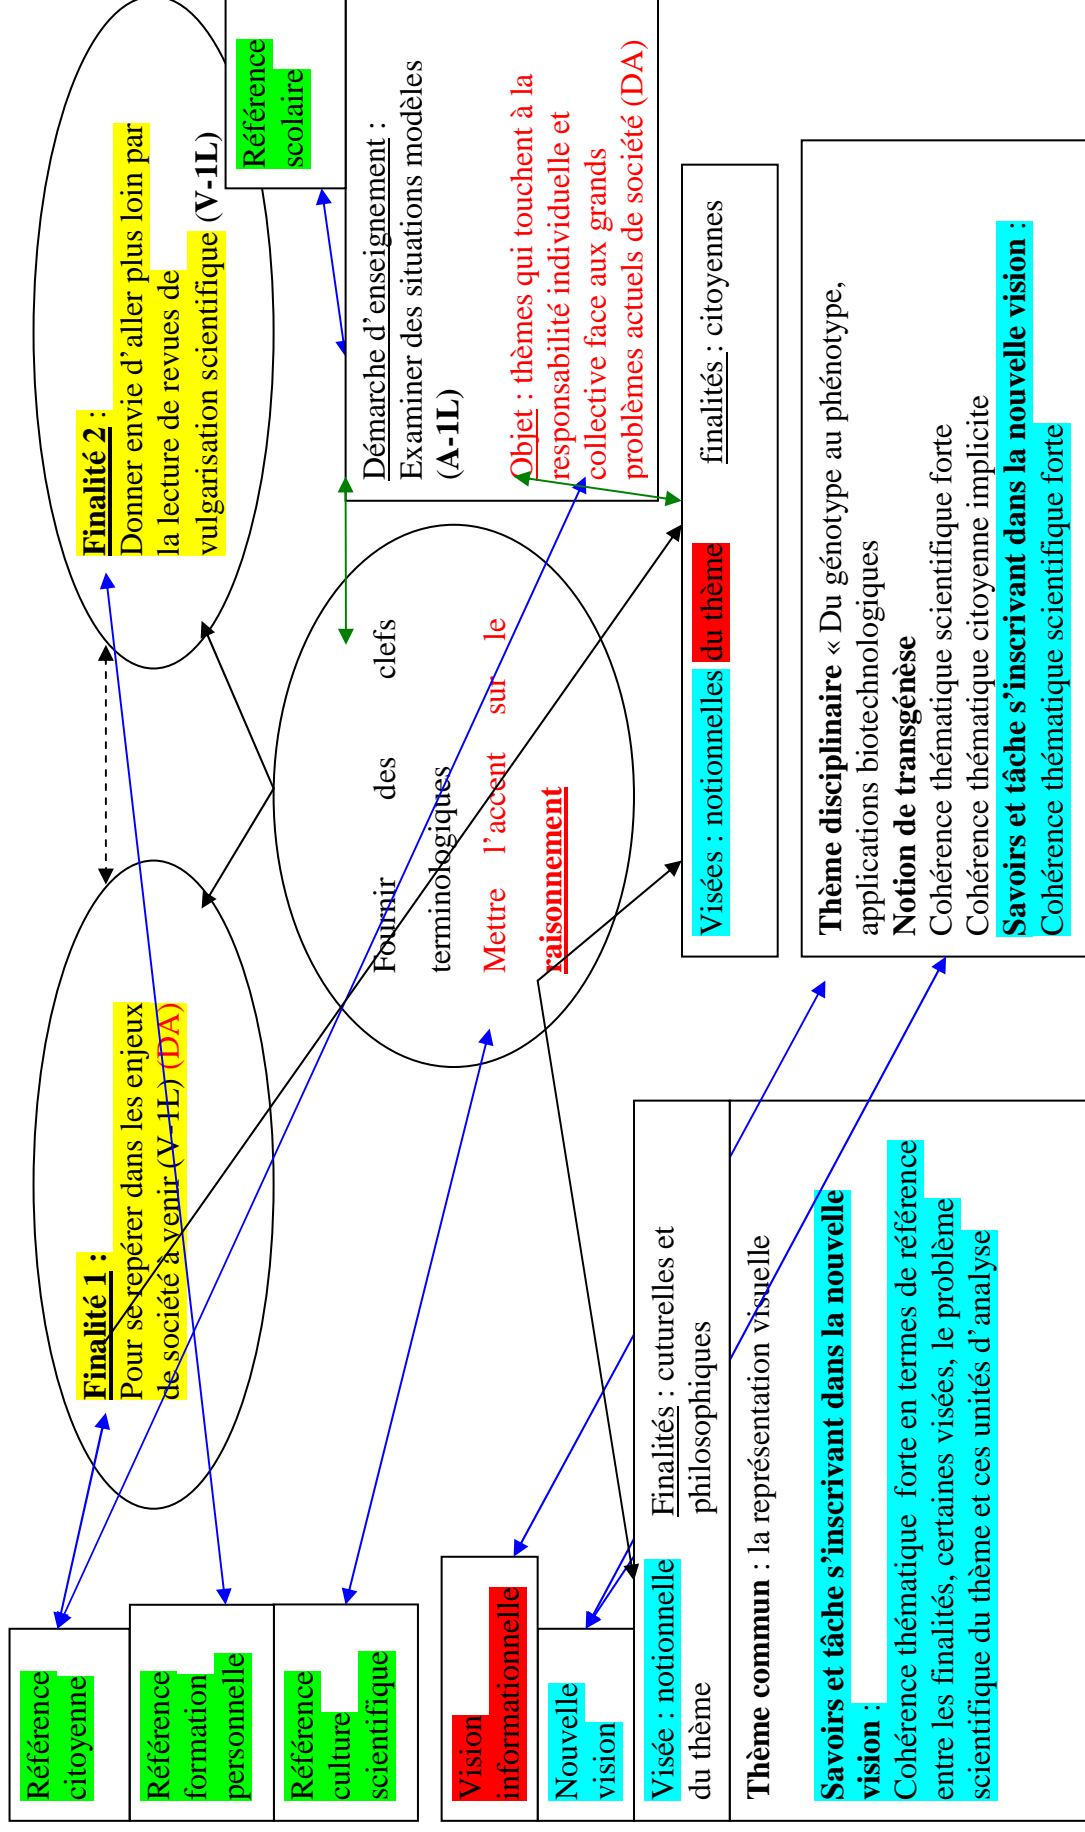 Référence
citoyenne
Référence
formation
personnelle
Référence
culture
scientifique
Vision
informationnelle
Nouvelle
vision
Finalité 1 :
Pour se repérer dans les enjeux
de société à venir (V-1L) (DA)
Finalité 2 :
Donner envie d’aller plus loin par
la lecture de revues de
vulgarisation scientifique (V-1L)
Référence
scolaire
Fournir des clefs
terminologiques
Mettre l’accent sur le
raisonnement
Démarche d’enseignement :
Examiner des situations modèles
(A-1L)
Objet : thèmes qui touchent à la
responsabilité individuelle et
collective face aux grands
problèmes actuels de société (DA)
Visée : notionnelle Finalités : cuturelles et
du thème philosophiques
Thème commun : la représentation visuelle
Savoirs et tâche s’inscrivant dans la nouvelle
vision :
Cohérence thématique forte en termes de référence
entre les finalités, certaines visées, le problème
scientifique du thème et ces unités d’analyse
Visées : notionnelles du thème finalités : citoyennes
Thème disciplinaire « Du génotype au phénotype,
applications biotechnologiques
Notion de transgénèse
Cohérence thématique scientifique forte
Cohérence thématique citoyenne implicite
Savoirs et tâche s’inscrivant dans la nouvelle vision :
Cohérence thématique scientifique forte